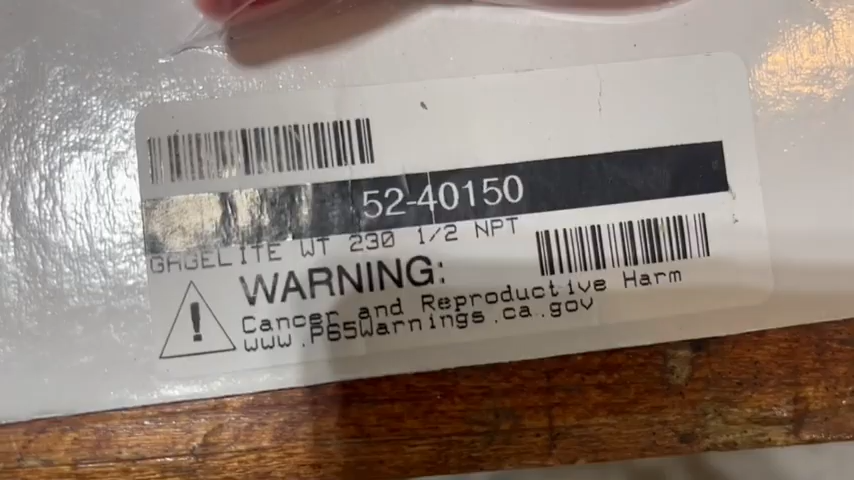 52-40150
GAGELITE WT 230 1/2 NPT
WARNING:
Cancer and Reproductive Harm
www.P65Warnings.ca.gov